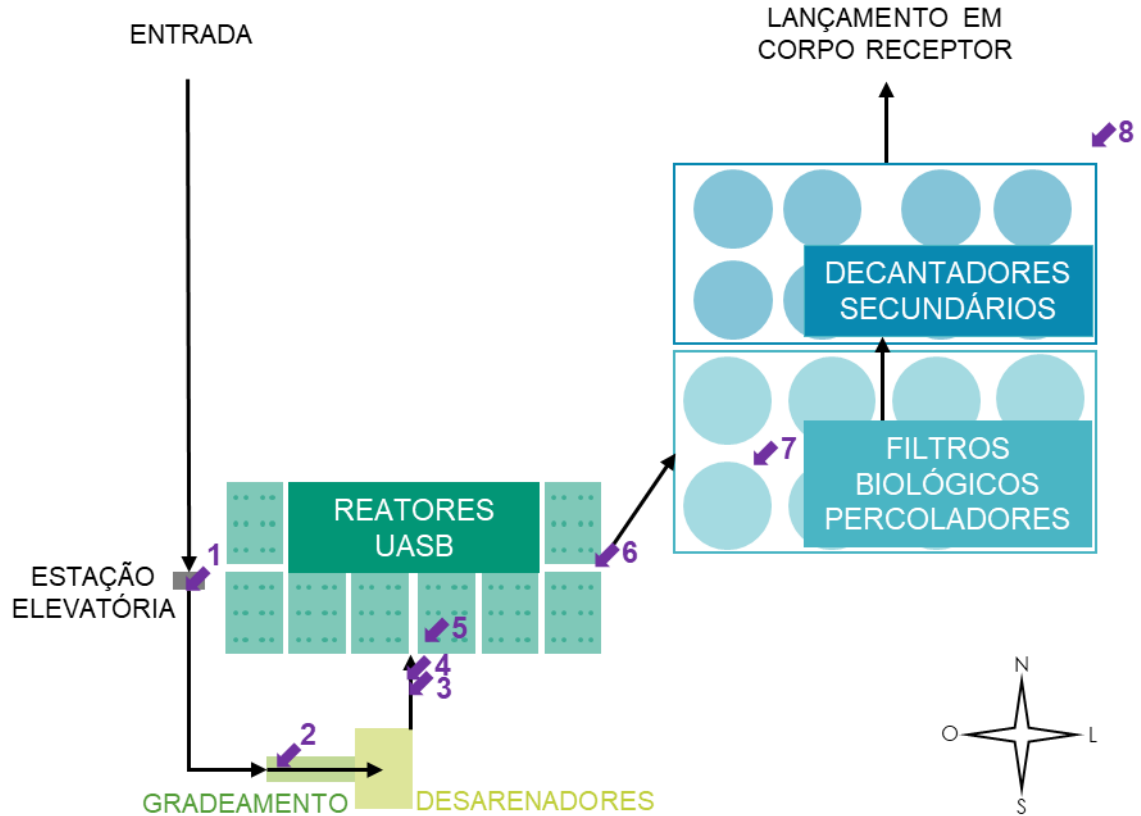 ENTRADA
LANÇAMENTO EM
CORPO RECEPTOR
8
DECANTADORES
SECUNDÁRIOS
7
FILTROS
BIOLÓGICOS
PERCOLADORES
REATORES
UASB
6
1
ESTAÇÃO
ELEVATÓRIA
5
4
3
2
GRADEAMENTO
DESARENADORES
N
O
L
S